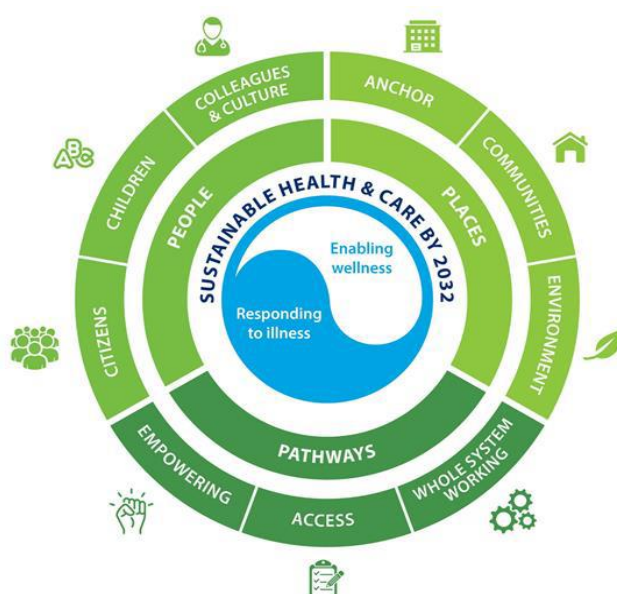 COLLEAGUES
& CULTURE
ANCHOR
COMMUNITIES
ENVIRONMENT
WHOLE SYSTEM
WORKING
ACCESS
EMPOWERING
CITIZENS
CHILDREN
ABC
PEOPLE
PLACES
PATHWAYS
SUSTAINABLE HEALTH & CARE BY 2032
Enabling
wellness
Responding
to illness